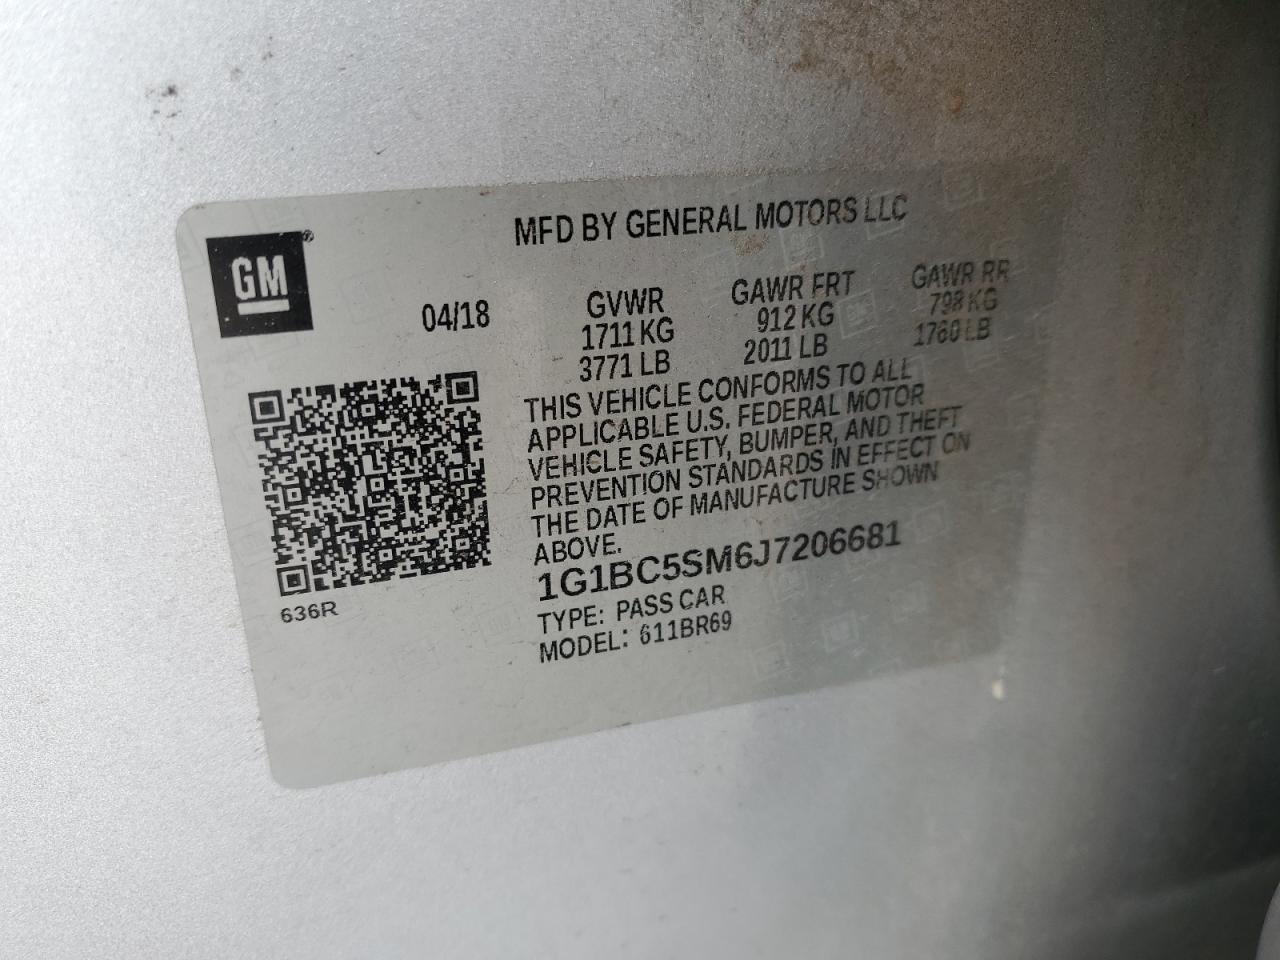 MFD BY GENERAL MOTORS LLC
GM®
04/18
GVWR GAWR FRT GAWR RR
1711 KG 912 KG 798 KG
3771 LB 2011 LB 1760 LB
THIS VEHICLE CONFORMS TO ALL
APPLICABLE U.S. FEDERAL MOTOR
VEHICLE SAFETY, BUMPER, AND THEFT
PREVENTION STANDARDS IN EFFECT ON
THE DATE OF MANUFACTURE SHOWN
ABOVE.
1G1BC5SM6J7206681
TYPE: PASS CAR
MODEL: 611BR69
636R